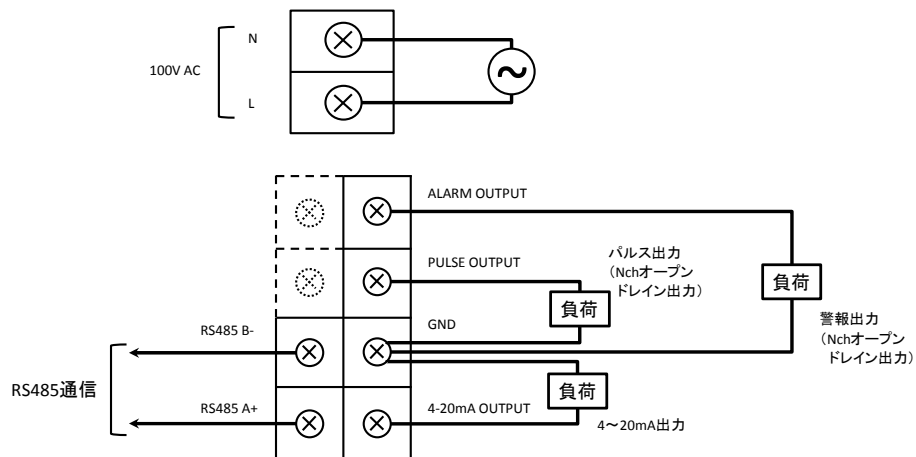 N
100V AC
L
ALARM OUTPUT
パルス出力
(Nchオープン
ドレイン出力)
PULSE OUTPUT
負荷
負荷
GND
警報出力
(Nchオープン
ドレイン出力)
RS485 B-
RS485通信
負荷
RS485 A+
4-20mA OUTPUT
4～20mA出力